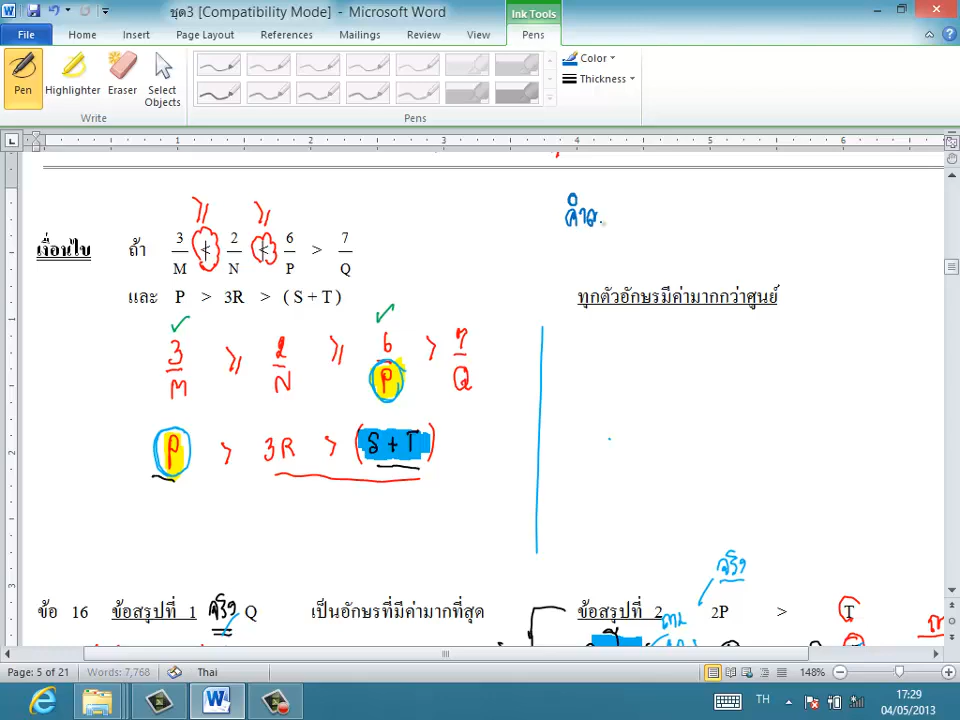 ชุด3 [Compatibility Mode] - Microsoft Word
Ink Tools
File Home Insert Page Layout References Mailings Review View Pens
Pen Highlighter Eraser Select Objects
Color
Thickness
Write Pens
1 2 3 4 5 6
⩾ ⩾
เงื่อนไข ถ้า 3/M < 2/N < 6/P > 7/Q
และ P > 3R > ( S + T )
ทุกตัวอักษรมีค่ามากกว่าศูนย์
✓ ✓
3/M ⩾ 2/N ⩾ 6/P > 7/Q
P > 3R > (S + T)
จริง
ข้อ 16 ข้อสรุปที่ 1 จริง Q เป็นอักษรที่มีค่ามากที่สุด
ข้อสรุปที่ 2 2P > T
Page: 5 of 21 Words: 7,768 Thai 148%
TH 17:29
04/05/2013